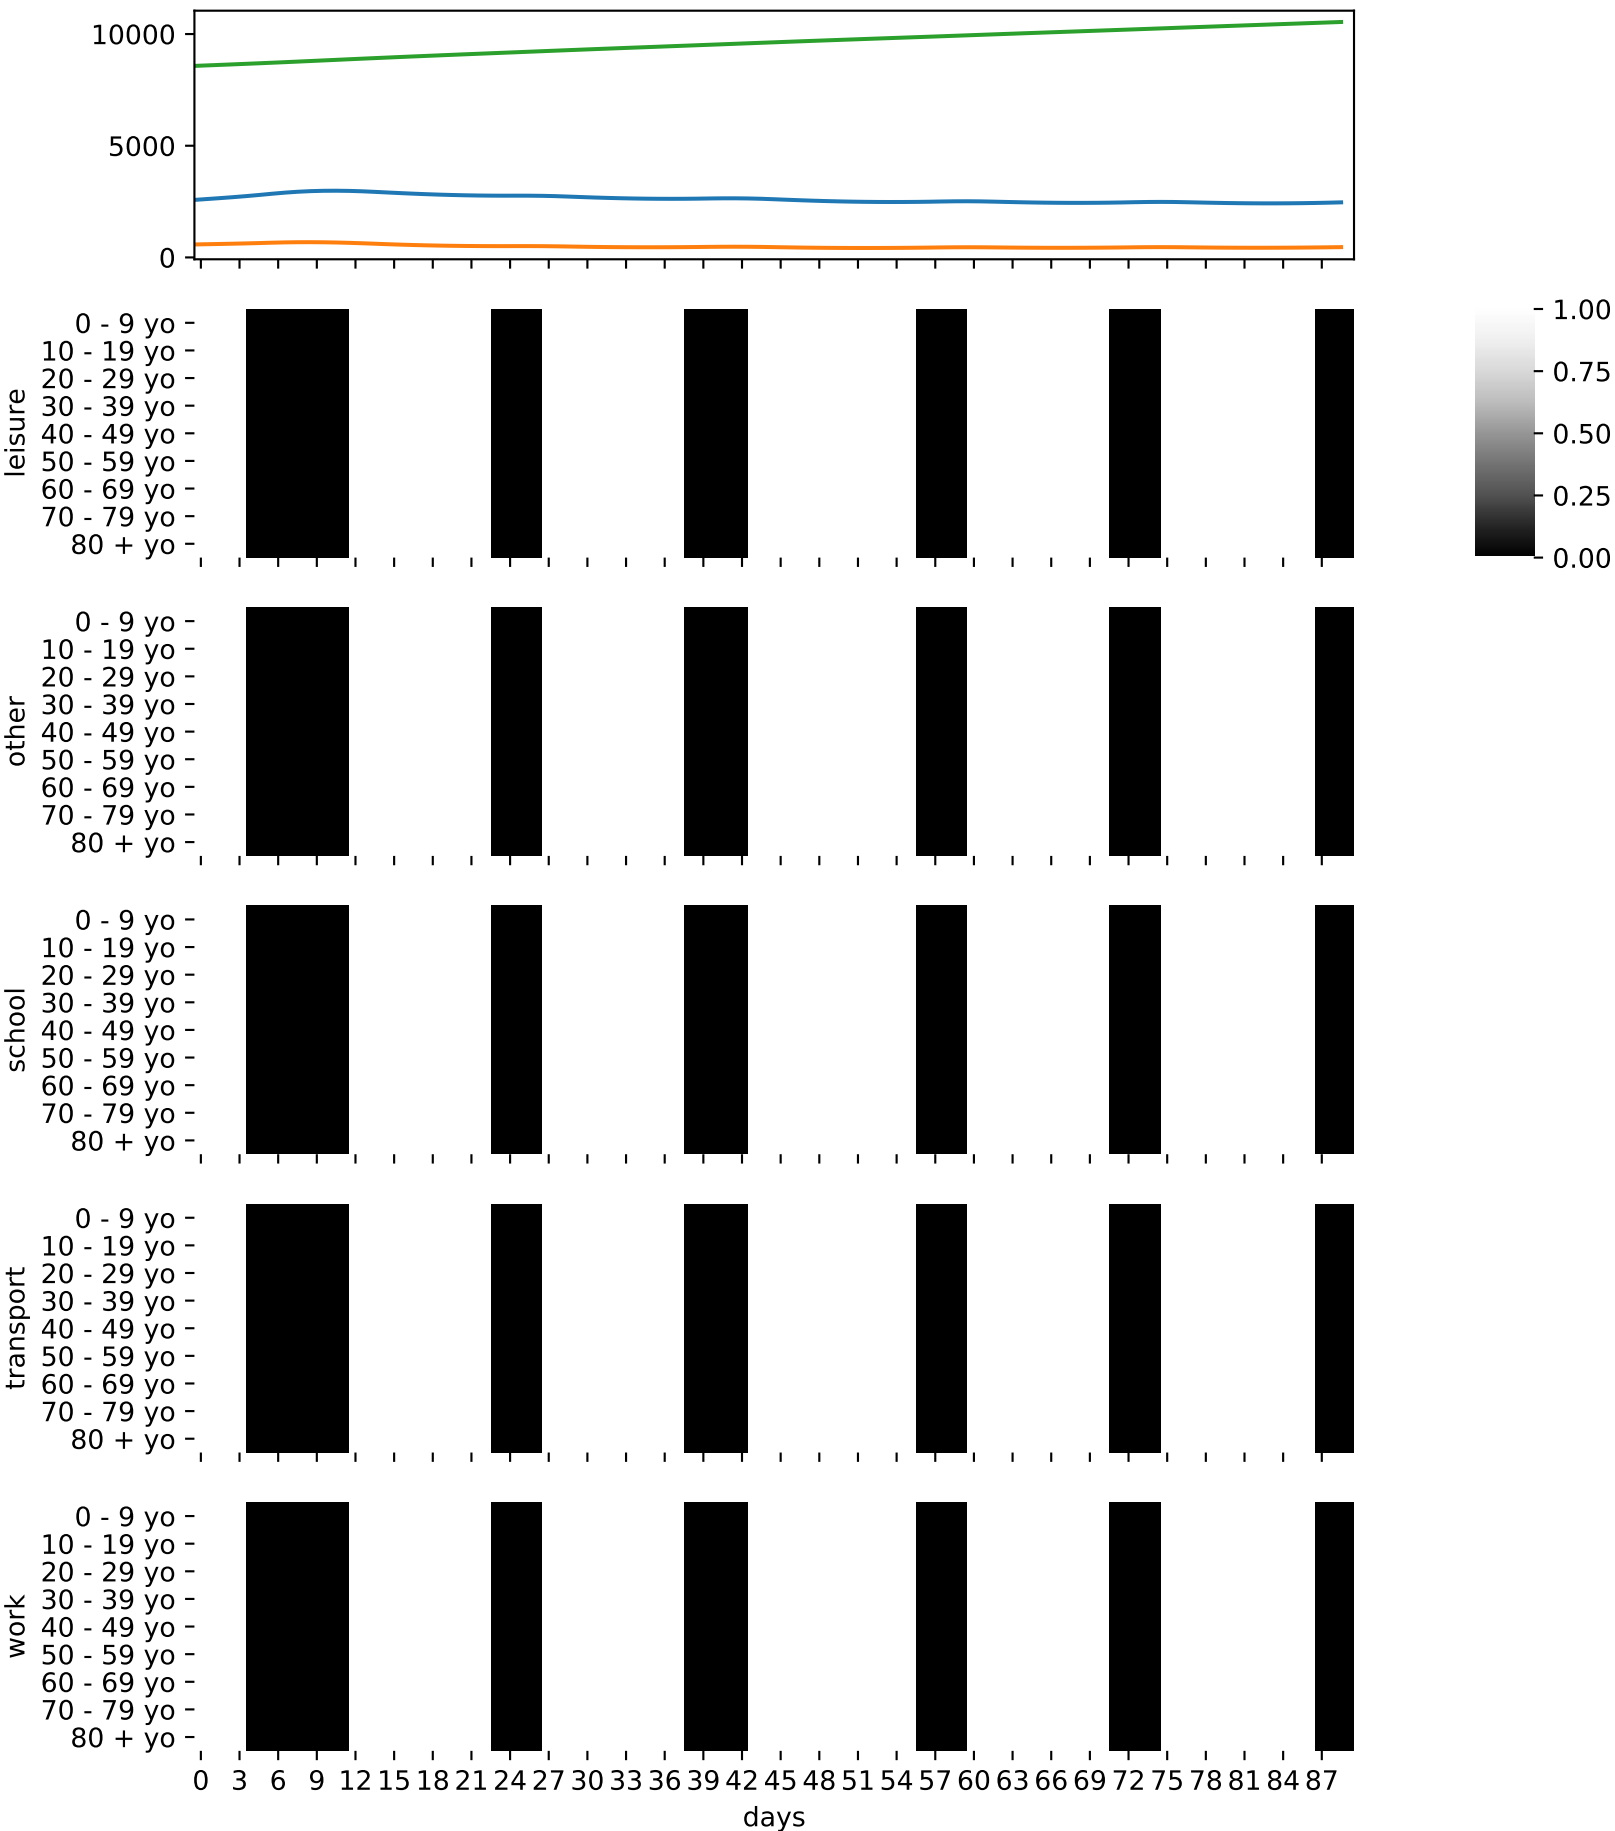 10000
5000
0
leisure
0 - 9 yo
10 - 19 yo
20 - 29 yo
30 - 39 yo
40 - 49 yo
50 - 59 yo
60 - 69 yo
70 - 79 yo
80 + yo
1.00
0.75
0.50
0.25
0.00
other
0 - 9 yo
10 - 19 yo
20 - 29 yo
30 - 39 yo
40 - 49 yo
50 - 59 yo
60 - 69 yo
70 - 79 yo
80 + yo
school
0 - 9 yo
10 - 19 yo
20 - 29 yo
30 - 39 yo
40 - 49 yo
50 - 59 yo
60 - 69 yo
70 - 79 yo
80 + yo
transport
0 - 9 yo
10 - 19 yo
20 - 29 yo
30 - 39 yo
40 - 49 yo
50 - 59 yo
60 - 69 yo
70 - 79 yo
80 + yo
work
0 - 9 yo
10 - 19 yo
20 - 29 yo
30 - 39 yo
40 - 49 yo
50 - 59 yo
60 - 69 yo
70 - 79 yo
80 + yo
0 3 6 9 12 15 18 21 24 27 30 33 36 39 42 45 48 51 54 57 60 63 66 69 72 75 78 81 84 87
days